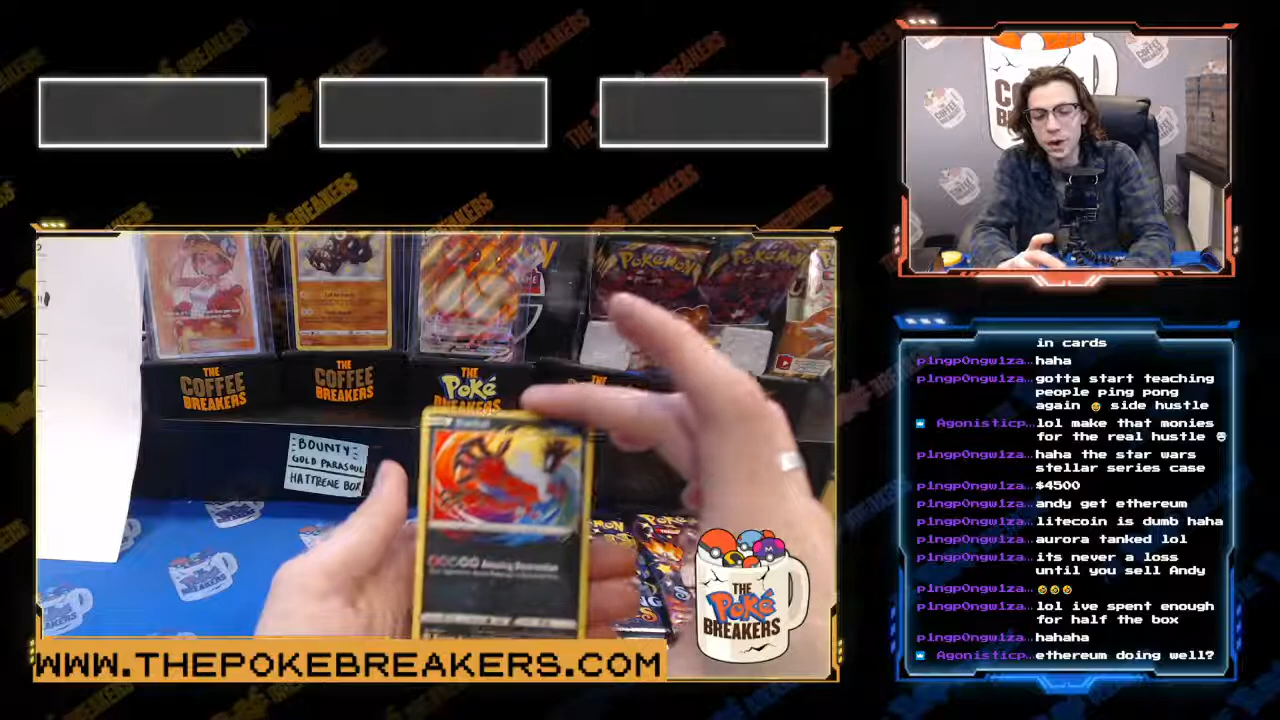 THE
COFFEE
BREAKERS
THE
COFFEE
BREAKERS
THE
Poké
BREAKERS
POKéMON
BOUNTY
GOLD PARASOUL
HATTRENE BOX
Yveltal
Amazing Destruction
THE
Poké
BREAKERS
WWW.THEPOKEBREAKERS.COM
in cards
p1ngp0ngw1za... haha
p1ngp0ngw1za... gotta start teaching
people ping pong
again 😂 side hustle
Agonisticp... lol make that monies
for the real hustle
p1ngp0ngw1za... haha the star wars
stellar series case
p1ngp0ngw1za... $4500
p1ngp0ngw1za... andy get ethereum
p1ngp0ngw1za... litecoin is dumb haha
p1ngp0ngw1za... aurora tanked lol
p1ngp0ngw1za... its never a loss
until you sell Andy
p1ngp0ngw1za... 🤣🤣🤣
p1ngp0ngw1za... lol ive spent enough
for half the box
p1ngp0ngw1za... hahaha
Agonisticp... ethereum doing well?